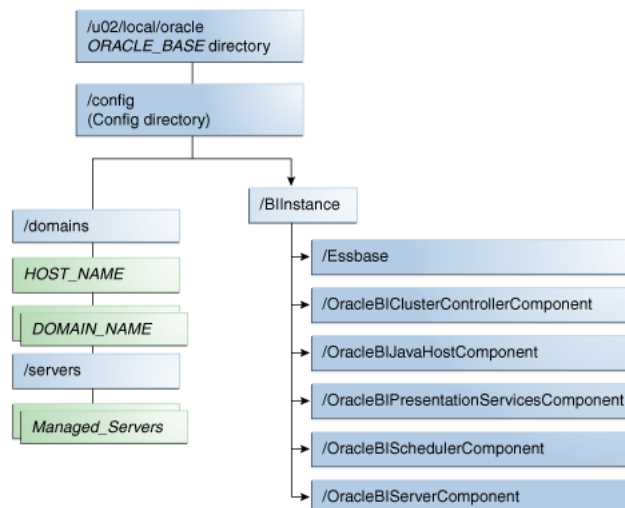 /u02/local/oracle
ORACLE_BASE directory
/config
(Config directory)
/domains
HOST_NAME
DOMAIN_NAME
/servers
Managed_Servers
/BIInstance
/Essbase
/OracleBIClusterControllerComponent
/OracleBIJavaHostComponent
/OracleBIPresentationServicesComponent
/OracleBISchedulerComponent
/OracleBIServerComponent